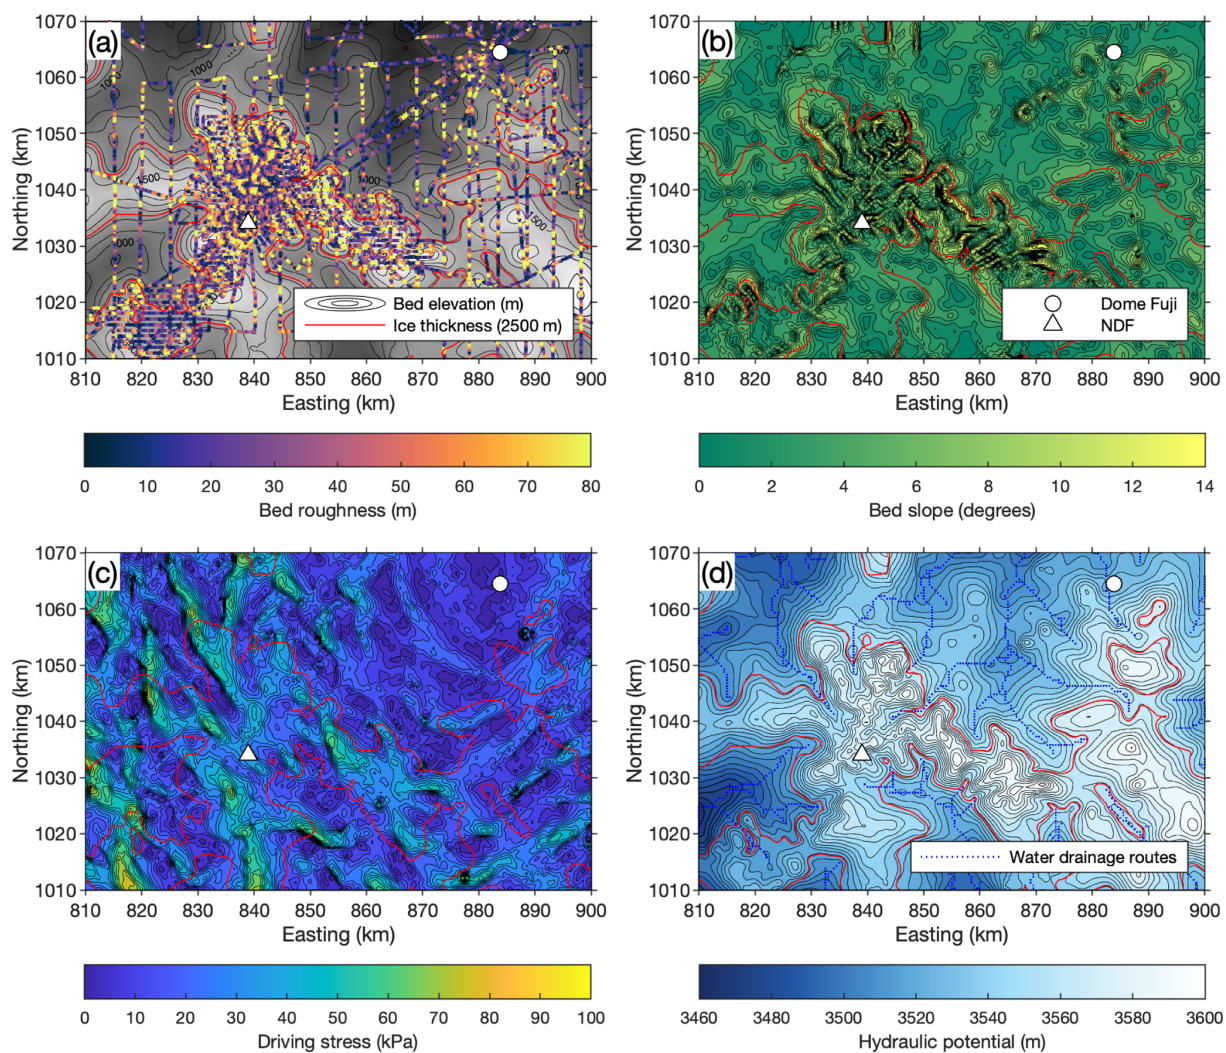 (a)
1070
1060
1050
1040
1030
1020
1010
Northing (km)
1000
1000
1500
1000
1500
000
Bed elevation (m)
Ice thickness (2500 m)
810 820 830 840 850 860 870 880 890 900
Easting (km)
0 10 20 30 40 50 60 70 80
Bed roughness (m)
(b)
1070
1060
1050
1040
1030
1020
1010
Northing (km)
Dome Fuji
NDF
810 820 830 840 850 860 870 880 890 900
Easting (km)
0 2 4 6 8 10 12 14
Bed slope (degrees)
(c)
1070
1060
1050
1040
1030
1020
1010
Northing (km)
810 820 830 840 850 860 870 880 890 900
Easting (km)
0 10 20 30 40 50 60 70 80 90 100
Driving stress (kPa)
(d)
1070
1060
1050
1040
1030
1020
1010
Northing (km)
Water drainage routes
810 820 830 840 850 860 870 880 890 900
Easting (km)
3460 3480 3500 3520 3540 3560 3580 3600
Hydraulic potential (m)